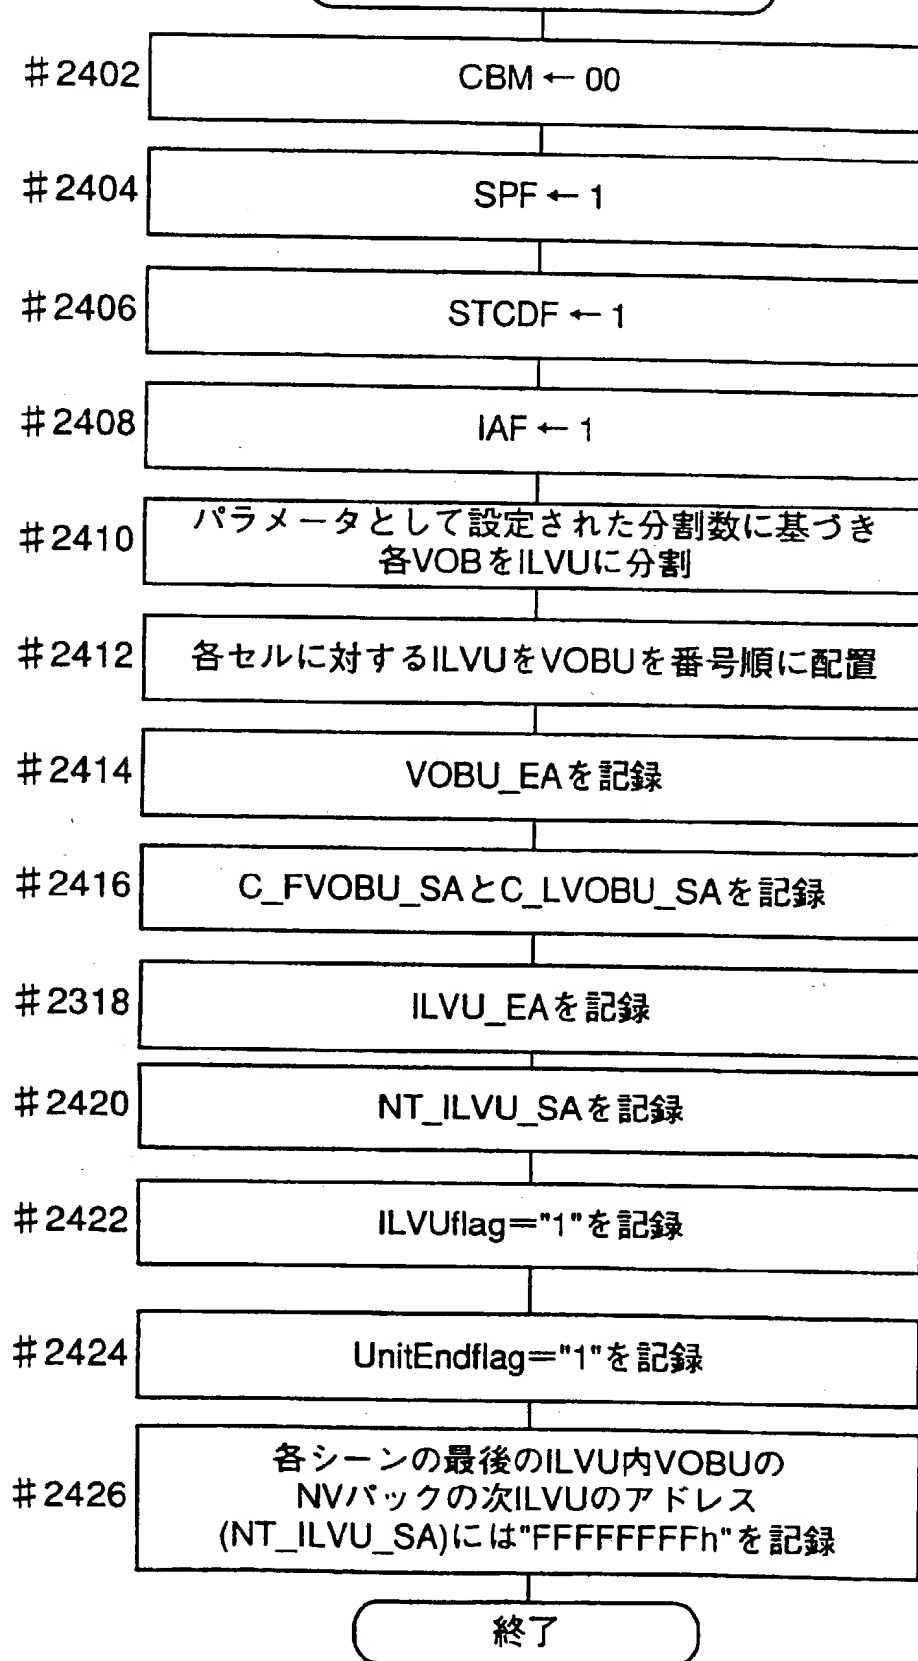 #2402 CBM ← 00
#2404 SPF ← 1
#2406 STCDF ← 1
#2408 IAF ← 1
#2410 パラメータとして設定された分割数に基づき
各VOBをILVUに分割
#2412 各セルに対するILVUをVOBUを番号順に配置
#2414 VOBU_EAを記録
#2416 C_FVOBU_SAとC_LVOBU_SAを記録
#2318 ILVU_EAを記録
#2420 NT_ILVU_SAを記録
#2422 ILVUflag="1"を記録
#2424 UnitEndflag="1"を記録
各シーンの最後のILVU内VOBUの
#2426 NVパックの次ILVUのアドレス
(NT_ILVU_SA)には"FFFFFFFFh"を記録
終了